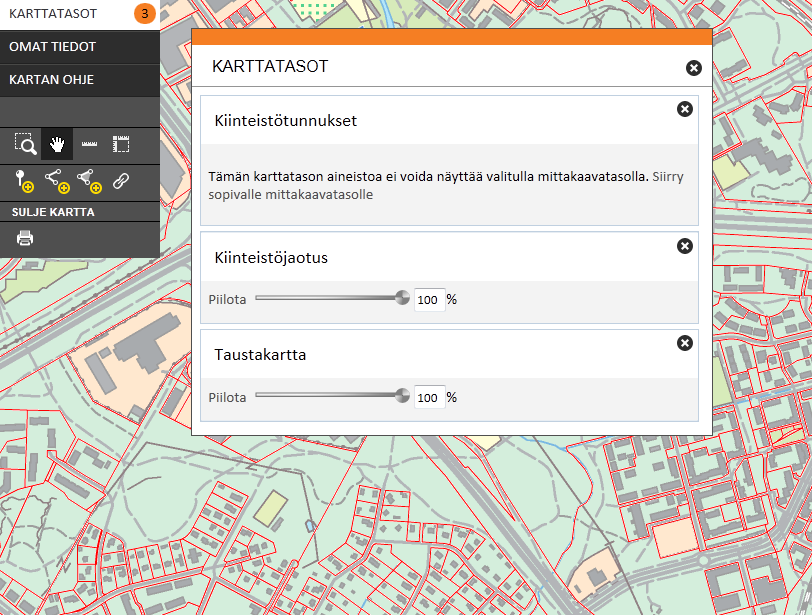 KARTTATASOT 3
OMAT TIEDOT
KARTAN OHJE
SULJE KARTTA
KARTTATASOT
Kiinteistötunnukset
Tämän karttatason aineistoa ei voida näyttää valitulla mittakaavatasolla. Siirry
sopivalle mittakaavatasolle
Kiinteistöjaotus
Piilota 100 %
Taustakartta
Piilota 100 %